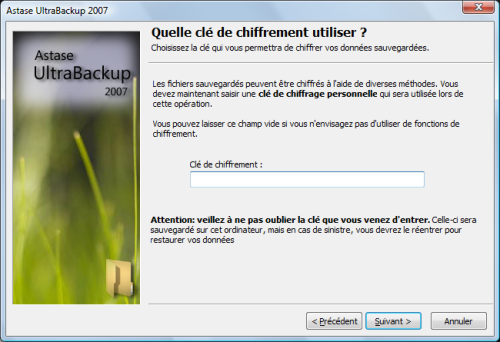 Astase UltraBackup 2007
Astase
UltraBackup
2007
Quelle clé de chiffrement utiliser ?
Choisissez la clé qui vous permettra de chiffrer vos données sauvegardées.
Les fichiers sauvegardés peuvent être chiffrés à l'aide de diverses méthodes. Vous
devez maintenant saisir une clé de chiffrage personnelle qui sera utilisée lors de
cette opération.
Vous pouvez laisser ce champ vide si vous n'envisagez pas d'utiliser de fonctions de
chiffrement.
Clé de chiffrement :
Attention: veillez à ne pas oublier la clé que vous venez d'entrer. Celle-ci sera
sauvegardé sur cet ordinateur, mais en cas de sinistre, vous devrez le réentrer pour
restaurer vos données
< Précédent
Suivant >
Annuler